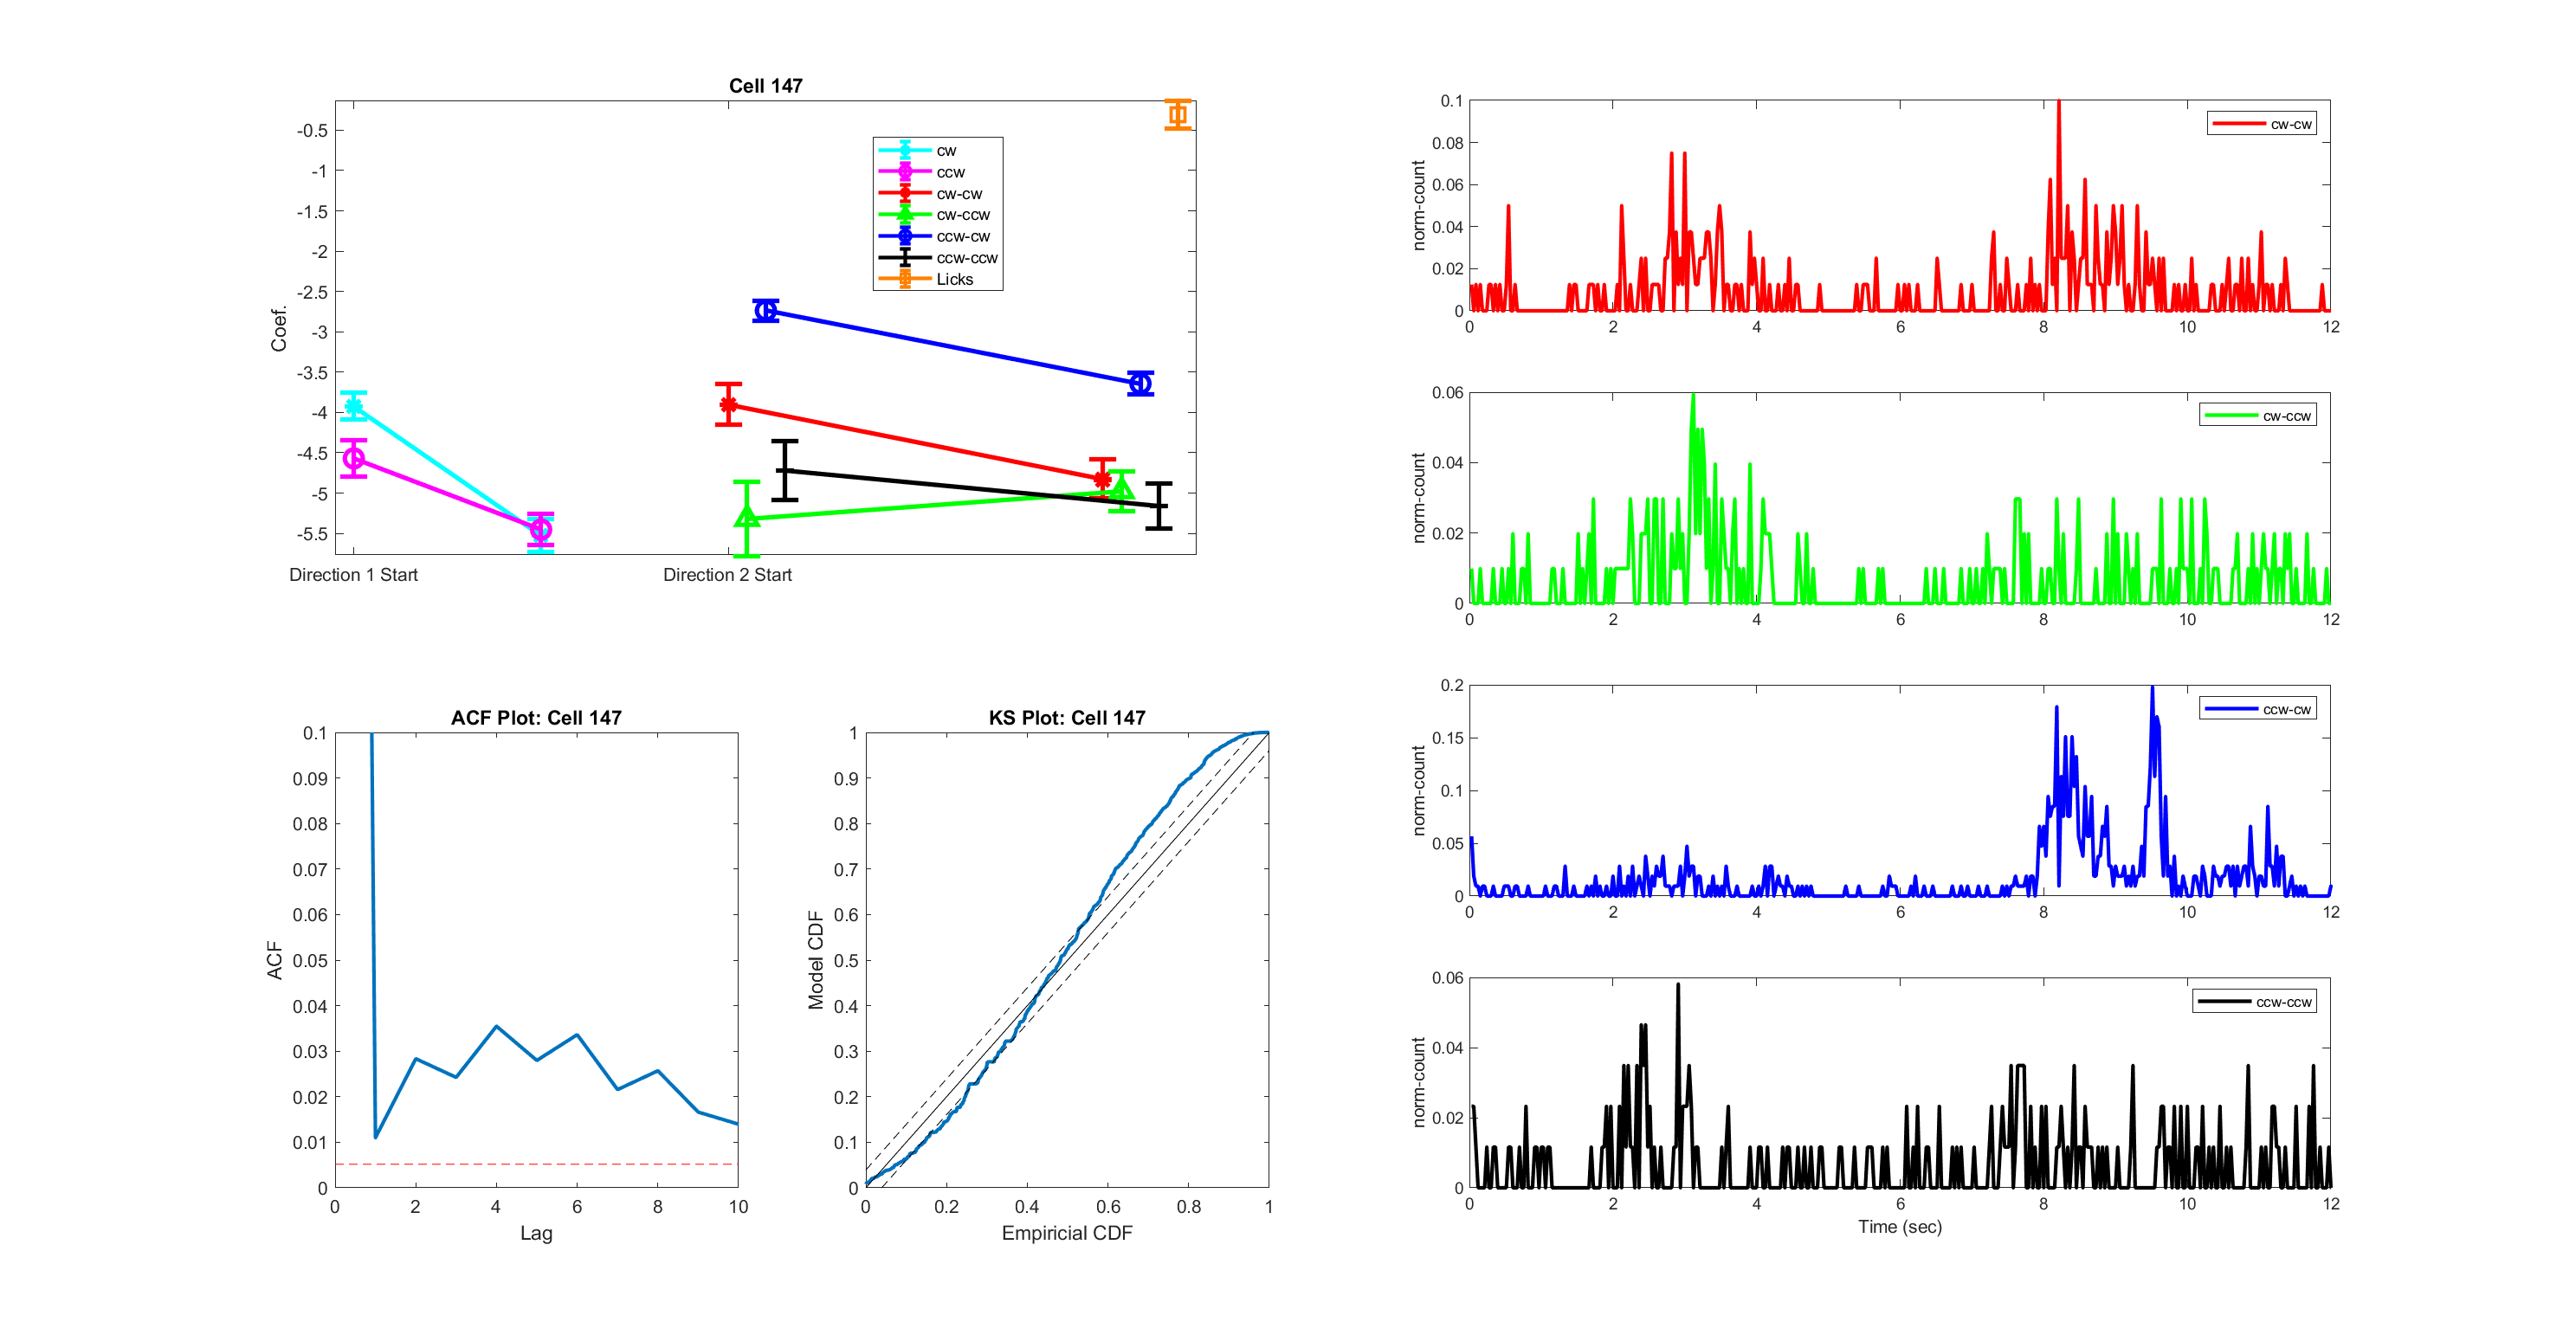 Cell 147
Coef.
-0.5
-1
-1.5
-2
-2.5
-3
-3.5
-4
-4.5
-5
-5.5
Direction 1 Start
Direction 2 Start
cw
ccw
cw-cw
cw-ccw
ccw-cw
ccw-ccw
Licks
ACF Plot: Cell 147
ACF
0.1
0.09
0.08
0.07
0.06
0.05
0.04
0.03
0.02
0.01
0
0 2 4 6 8 10
Lag
KS Plot: Cell 147
Model CDF
1
0.9
0.8
0.7
0.6
0.5
0.4
0.3
0.2
0.1
0
0 0.2 0.4 0.6 0.8 1
Empiricial CDF
norm-count
0.1
0.08
0.06
0.04
0.02
0
0 2 4 6 8 10 12
cw-cw
norm-count
0.06
0.04
0.02
0
0 2 4 6 8 10 12
cw-ccw
norm-count
0.2
0.15
0.1
0.05
0
0 2 4 6 8 10 12
ccw-cw
norm-count
0.06
0.04
0.02
0
0 2 4 6 8 10 12
ccw-ccw
Time (sec)